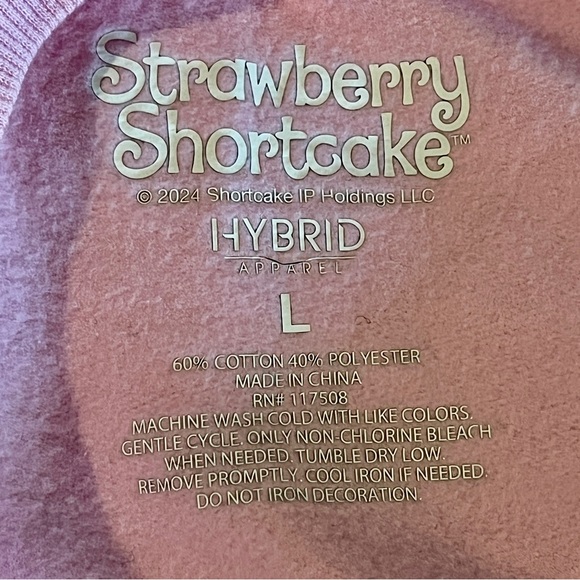 Strawberry
Shortcake™
© 2024 Shortcake IP Holdings LLC
HYBRID
APPAREL
L
60% COTTON 40% POLYESTER
MADE IN CHINA
RN# 117508
MACHINE WASH COLD WITH LIKE COLORS.
GENTLE CYCLE. ONLY NON-CHLORINE BLEACH
WHEN NEEDED. TUMBLE DRY LOW.
REMOVE PROMPTLY. COOL IRON IF NEEDED.
DO NOT IRON DECORATION.